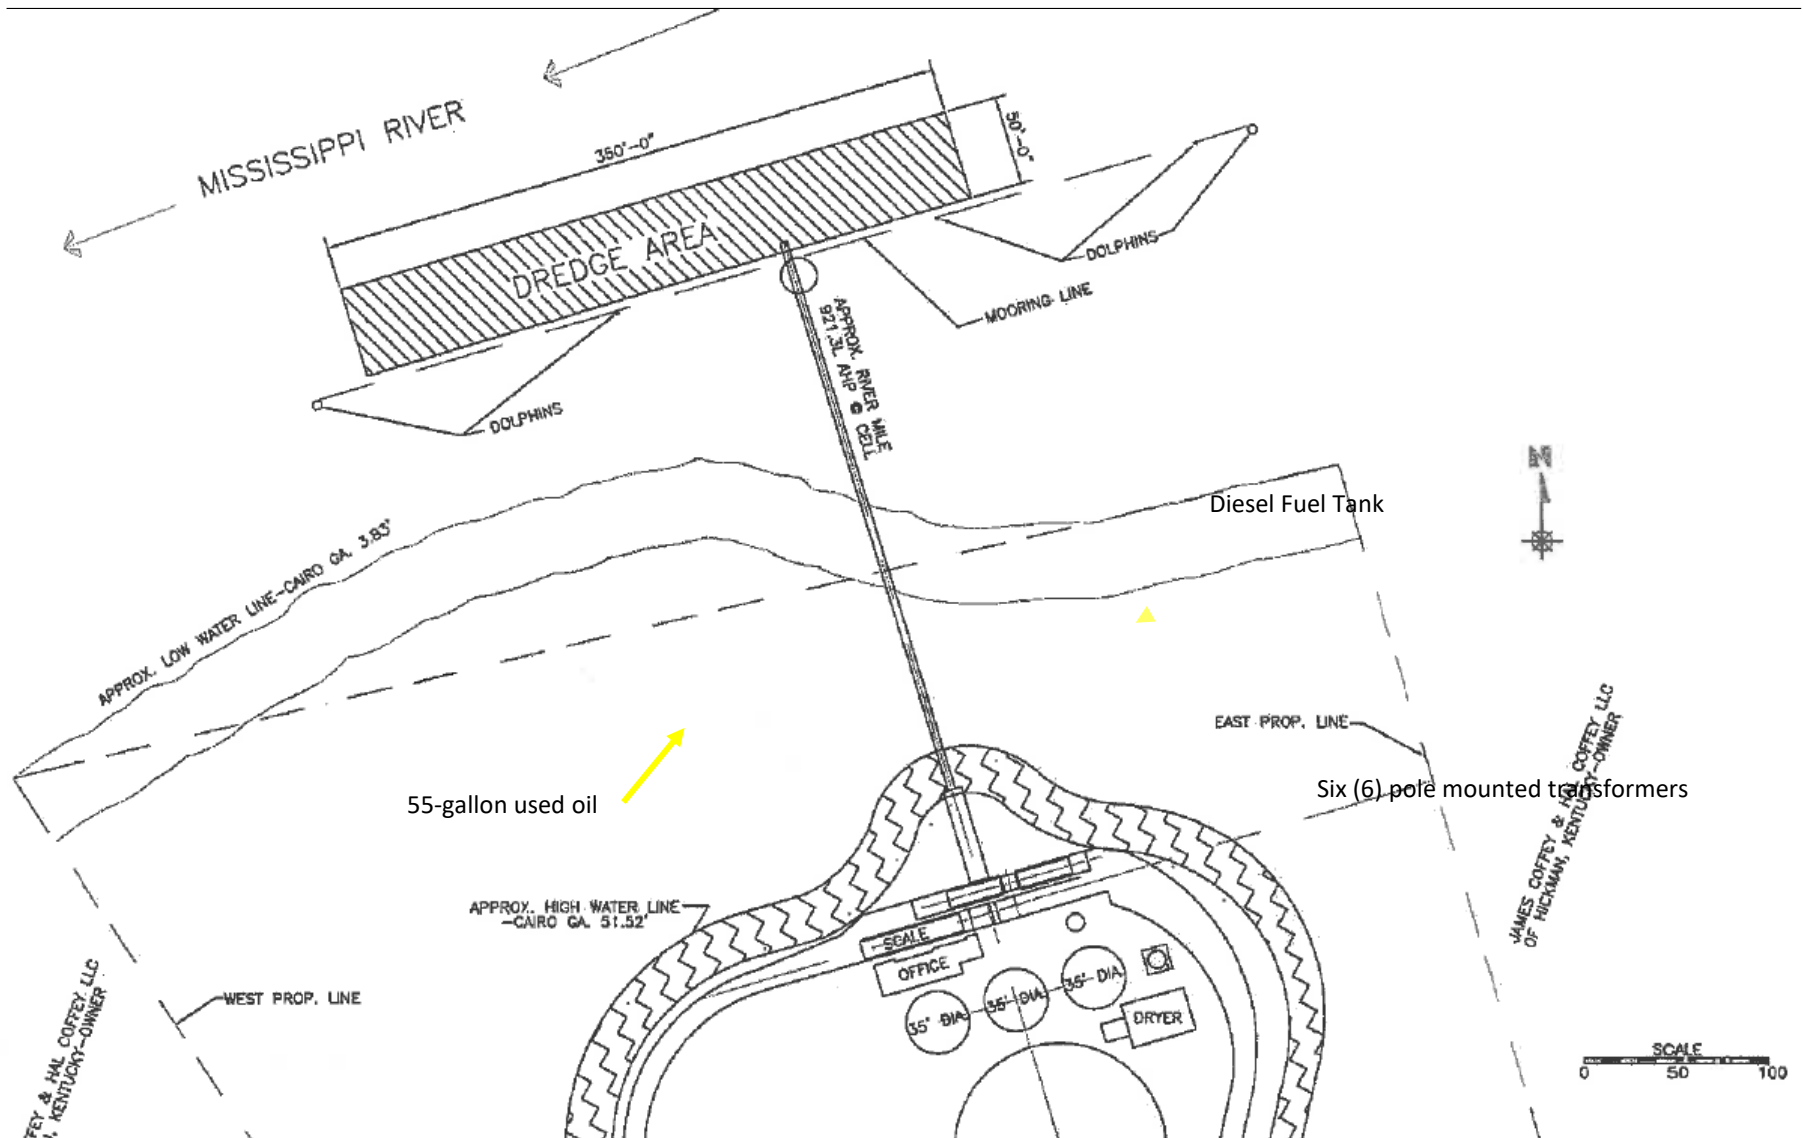 MISSISSIPPI RIVER
350'-0"
50'-0"
DREDGE AREA
DOLPHINS
MOORING LINE
APPROX. RIVER MILE
921.3L AHP @ CELL
DOLPHINS
N
Diesel Fuel Tank
APPROX. LOW WATER LINE-CAIRO GA. 3.83'
EAST PROP. LINE
JAMES COFFEY & HAL COFFEY LLC
OF HICKMAN, KENTUCKY-OWNER
Six (6) pole mounted transformers
55-gallon used oil
APPROX. HIGH WATER LINE
-CAIRO GA. 51.52'
SCALE
OFFICE
35' DIA.
35' DIA.
35' DIA.
DRYER
WEST PROP. LINE
FFEY & HAL COFFEY LLC
KENTUCKY-OWNER
SCALE
0 50 100